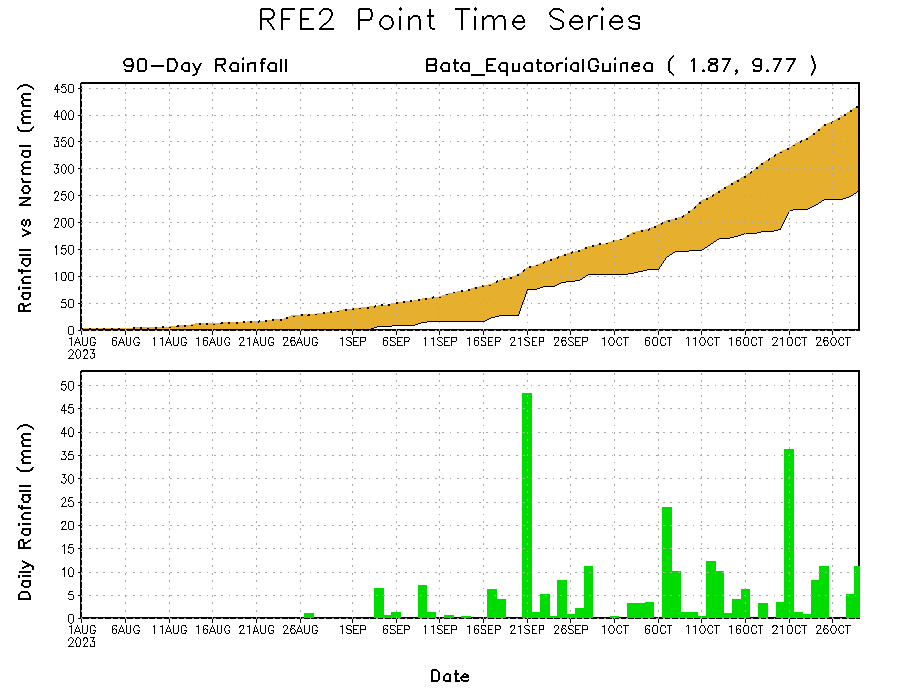 RFE2 Point Time Series
90-Day Rainfall
Bata_EquatorialGuinea ( 1.87, 9.77 )
Rainfall vs Normal (mm)
450
400
350
300
250
200
150
100
50
0
1AUG 6AUG 11AUG 16AUG 21AUG 26AUG 1SEP 6SEP 11SEP 16SEP 21SEP 26SEP 1OCT 6OCT 11OCT 16OCT 21OCT 26OCT
2023
Daily Rainfall (mm)
50
45
40
35
30
25
20
15
10
5
0
1AUG 6AUG 11AUG 16AUG 21AUG 26AUG 1SEP 6SEP 11SEP 16SEP 21SEP 26SEP 1OCT 6OCT 11OCT 16OCT 21OCT 26OCT
2023
Date